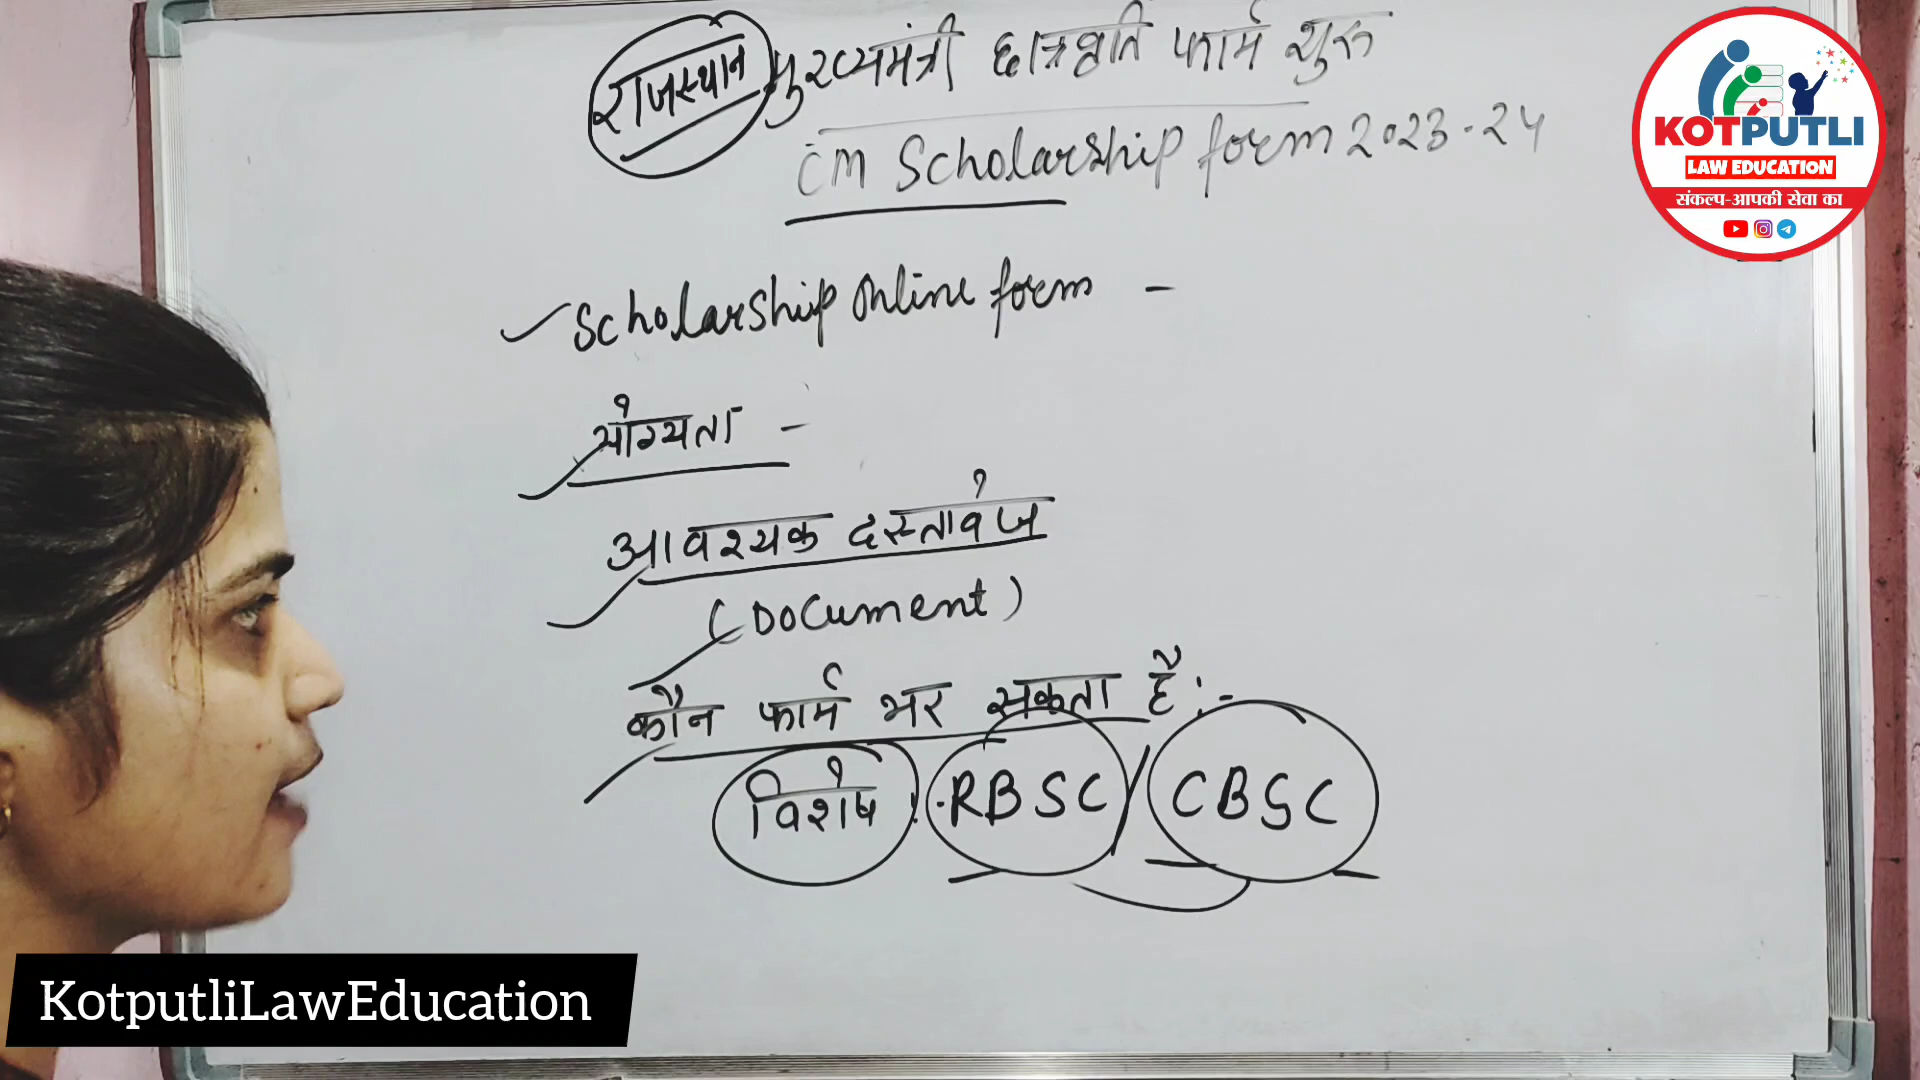 राजस्थान मुख्यमंत्री छात्रवृति फार्म शुरू
CM Scholarship form 2023-24
Scholarship online form -
योग्यता -
आवश्यक दस्तावेज
(Document)
कौन फार्म भर सकता है:-
विशेष: RBSC / CBSC
KOTPUTLI
LAW EDUCATION
संकल्प-आपकी सेवा का
KotputliLawEducation